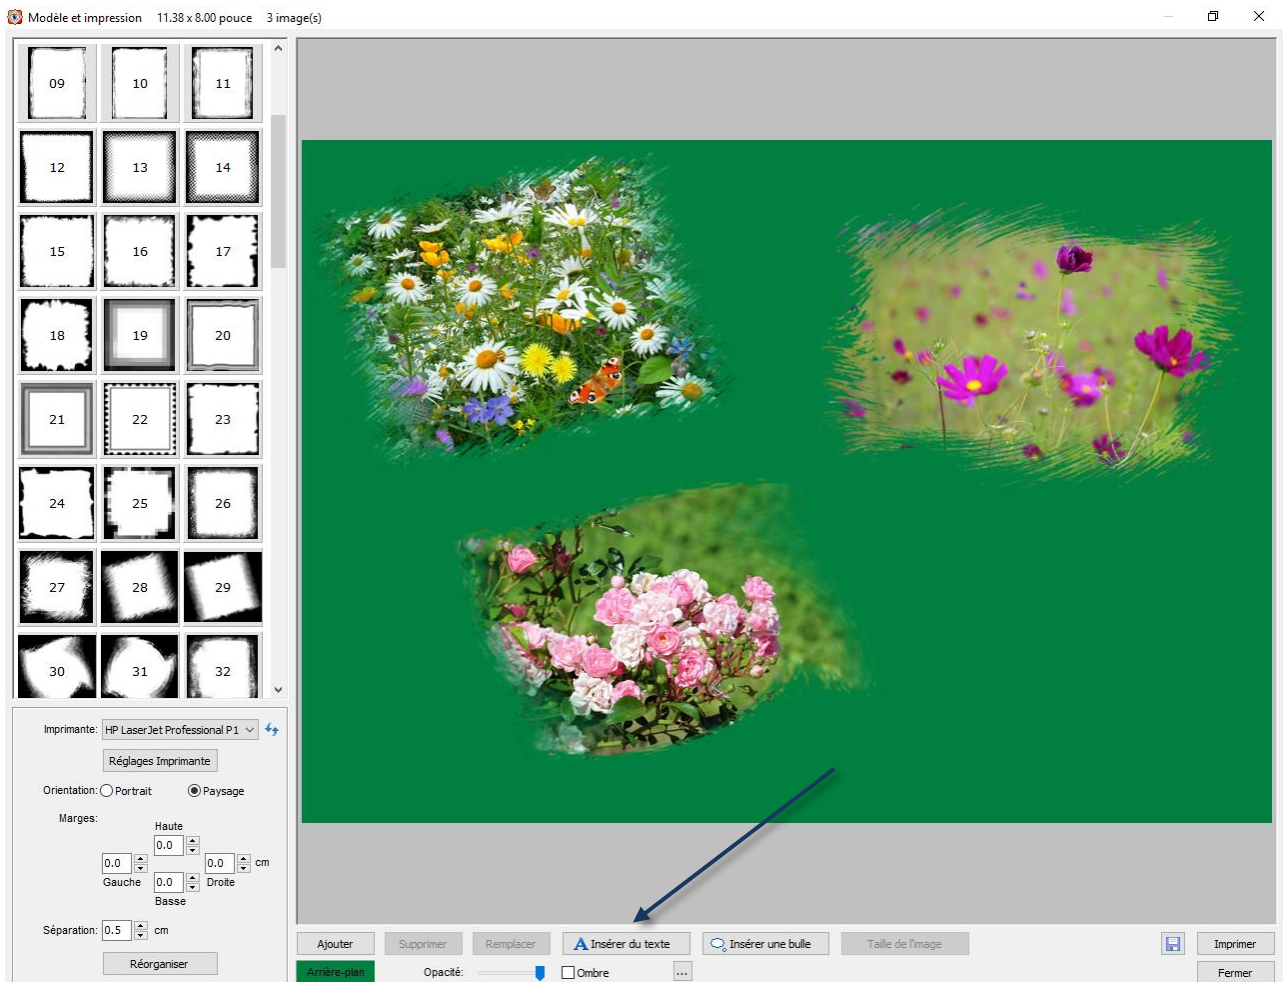 Modèle et impression 11.38 x 8.00 pouce 3 image(s)
09 10 11
12 13 14
15 16 17
18 19 20
21 22 23
24 25 26
27 28 29
30 31 32
Imprimante: HP LaserJet Professional P1
Réglages Imprimante
Orientation: Portrait Paysage
Marges:
Haute
0.0
0.0 0.0 cm
Gauche 0.0 Droite
Basse
Séparation: 0.5 cm
Réorganiser
Ajouter Supprimer Remplacer A Insérer du texte Insérer une bulle Taille de l'image Imprimer
Arrière-plan Opacité: Ombre ... Fermer